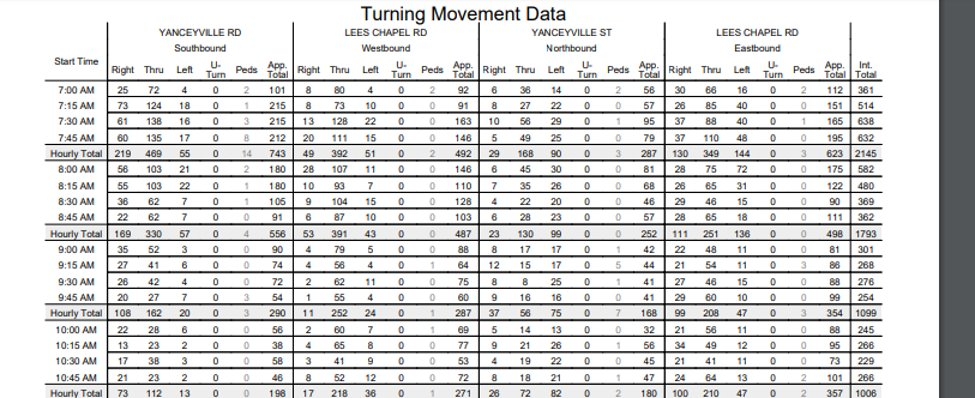 Turning Movement Data
YANCEYVILLE RD LEES CHAPEL RD YANCEYVILLE ST LEES CHAPEL RD
Southbound Westbound Northbound Eastbound
Start Time Right Thru Left U-Turn Peds App. Total Right Thru Left U-Turn Peds App. Total Right Thru Left U-Turn Peds App. Total Right Thru Left U-Turn Peds App. Total Int. Total
7:00 AM 25 72 4 0 2 101 8 80 4 0 2 92 6 36 14 0 2 56 30 66 16 0 2 112 361
7:15 AM 73 124 18 0 1 215 8 73 10 0 0 91 8 27 22 0 0 57 26 85 40 0 0 151 514
7:30 AM 61 138 16 0 3 215 13 128 22 0 0 163 10 56 29 0 1 95 37 88 40 0 1 165 638
7:45 AM 60 135 17 0 8 212 20 111 15 0 0 146 5 49 25 0 0 79 37 110 48 0 0 195 632
Hourly Total 219 469 55 0 14 743 49 392 51 0 2 492 29 168 90 0 3 287 130 349 144 0 3 623 2145
8:00 AM 56 103 21 0 2 180 28 107 11 0 0 146 6 45 30 0 0 81 28 75 72 0 0 175 582
8:15 AM 55 103 22 0 1 180 10 93 7 0 0 110 7 35 26 0 0 68 26 65 31 0 0 122 480
8:30 AM 36 62 7 0 1 105 9 104 15 0 0 128 4 22 20 0 0 46 29 46 15 0 0 90 369
8:45 AM 22 62 7 0 0 91 6 87 10 0 0 103 6 28 23 0 0 57 28 65 18 0 0 111 362
Hourly Total 169 330 57 0 4 556 53 391 43 0 0 487 23 130 99 0 0 252 111 251 136 0 0 498 1793
9:00 AM 35 52 3 0 0 90 4 79 5 0 0 88 8 17 17 0 1 42 22 48 11 0 0 81 301
9:15 AM 27 41 6 0 0 74 4 56 4 0 1 64 12 15 17 0 5 44 21 54 11 0 3 86 268
9:30 AM 26 42 4 0 0 72 2 62 11 0 0 75 8 8 25 0 1 41 27 46 15 0 0 88 276
9:45 AM 20 27 7 0 3 54 1 55 4 0 0 60 9 16 16 0 0 41 29 60 10 0 0 99 254
Hourly Total 108 162 20 0 3 290 11 252 24 0 1 287 37 56 75 0 7 168 99 208 47 0 3 354 1099
10:00 AM 22 28 6 0 0 56 2 60 7 0 1 69 5 14 13 0 0 32 21 56 11 0 0 88 245
10:15 AM 13 23 2 0 0 38 4 65 8 0 0 77 9 21 26 0 1 56 34 49 12 0 0 95 266
10:30 AM 17 38 3 0 0 58 3 41 9 0 0 53 4 19 22 0 0 45 21 41 11 0 0 73 229
10:45 AM 21 23 2 0 0 46 8 52 12 0 0 72 8 18 21 0 1 47 24 64 13 0 2 101 266
Hourly Total 73 112 13 0 0 198 17 218 36 0 1 271 26 72 82 0 2 180 100 210 47 0 2 357 1006